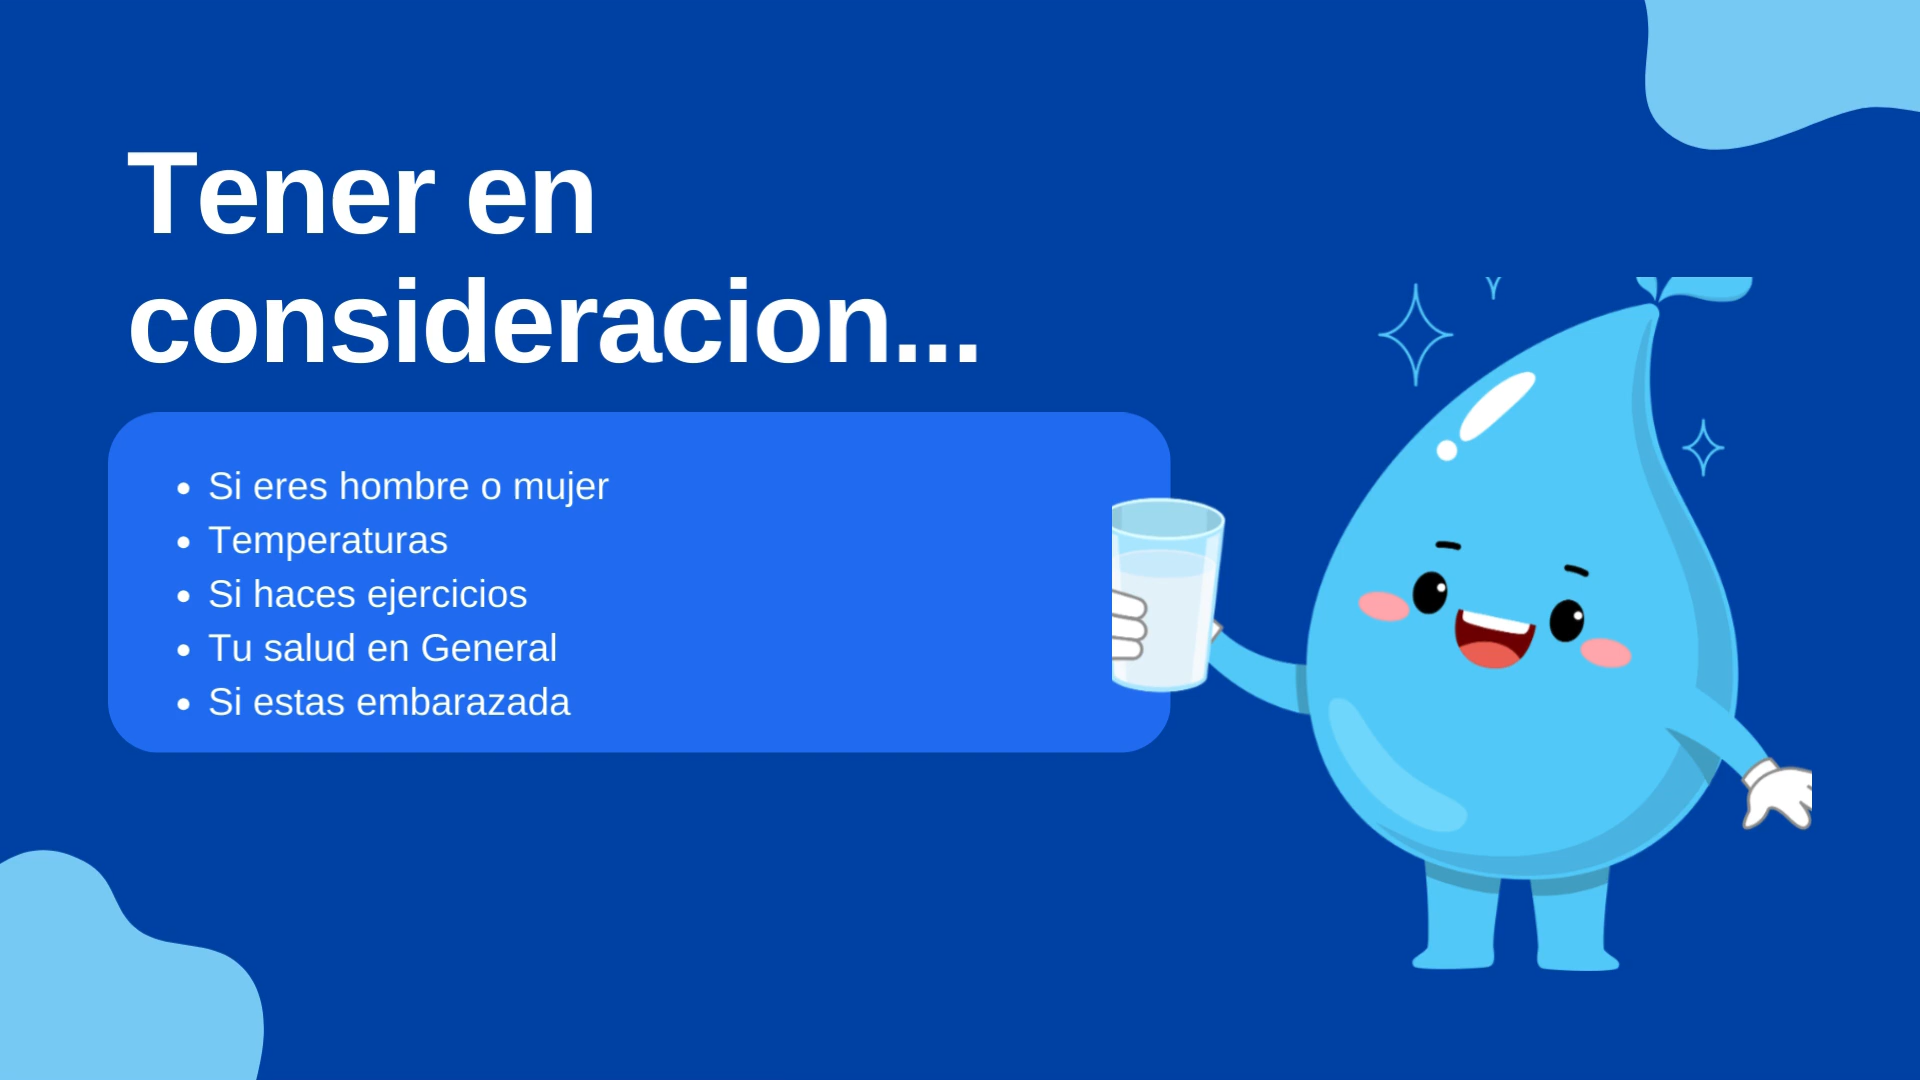 Tener en
consideracion...
• Si eres hombre o mujer
• Temperaturas
• Si haces ejercicios
• Tu salud en General
• Si estas embarazada